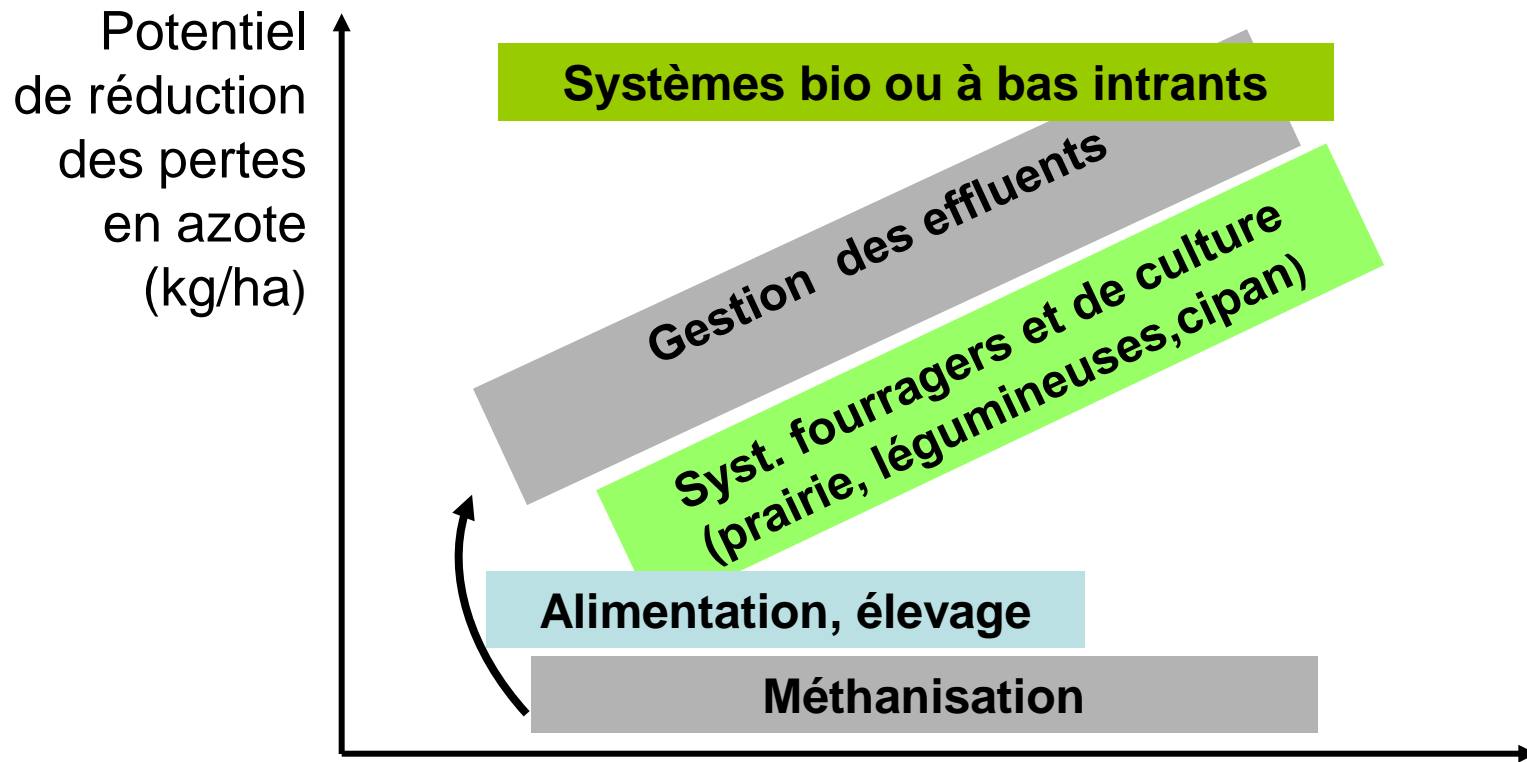 Potentiel
de réduction
des pertes
en azote
(kg/ha)
Systèmes bio ou à bas intrants
Gestion des effluents
Syst. fourragers et de culture
(prairie, légumineuses,cipan)
Alimentation, élevage
Méthanisation